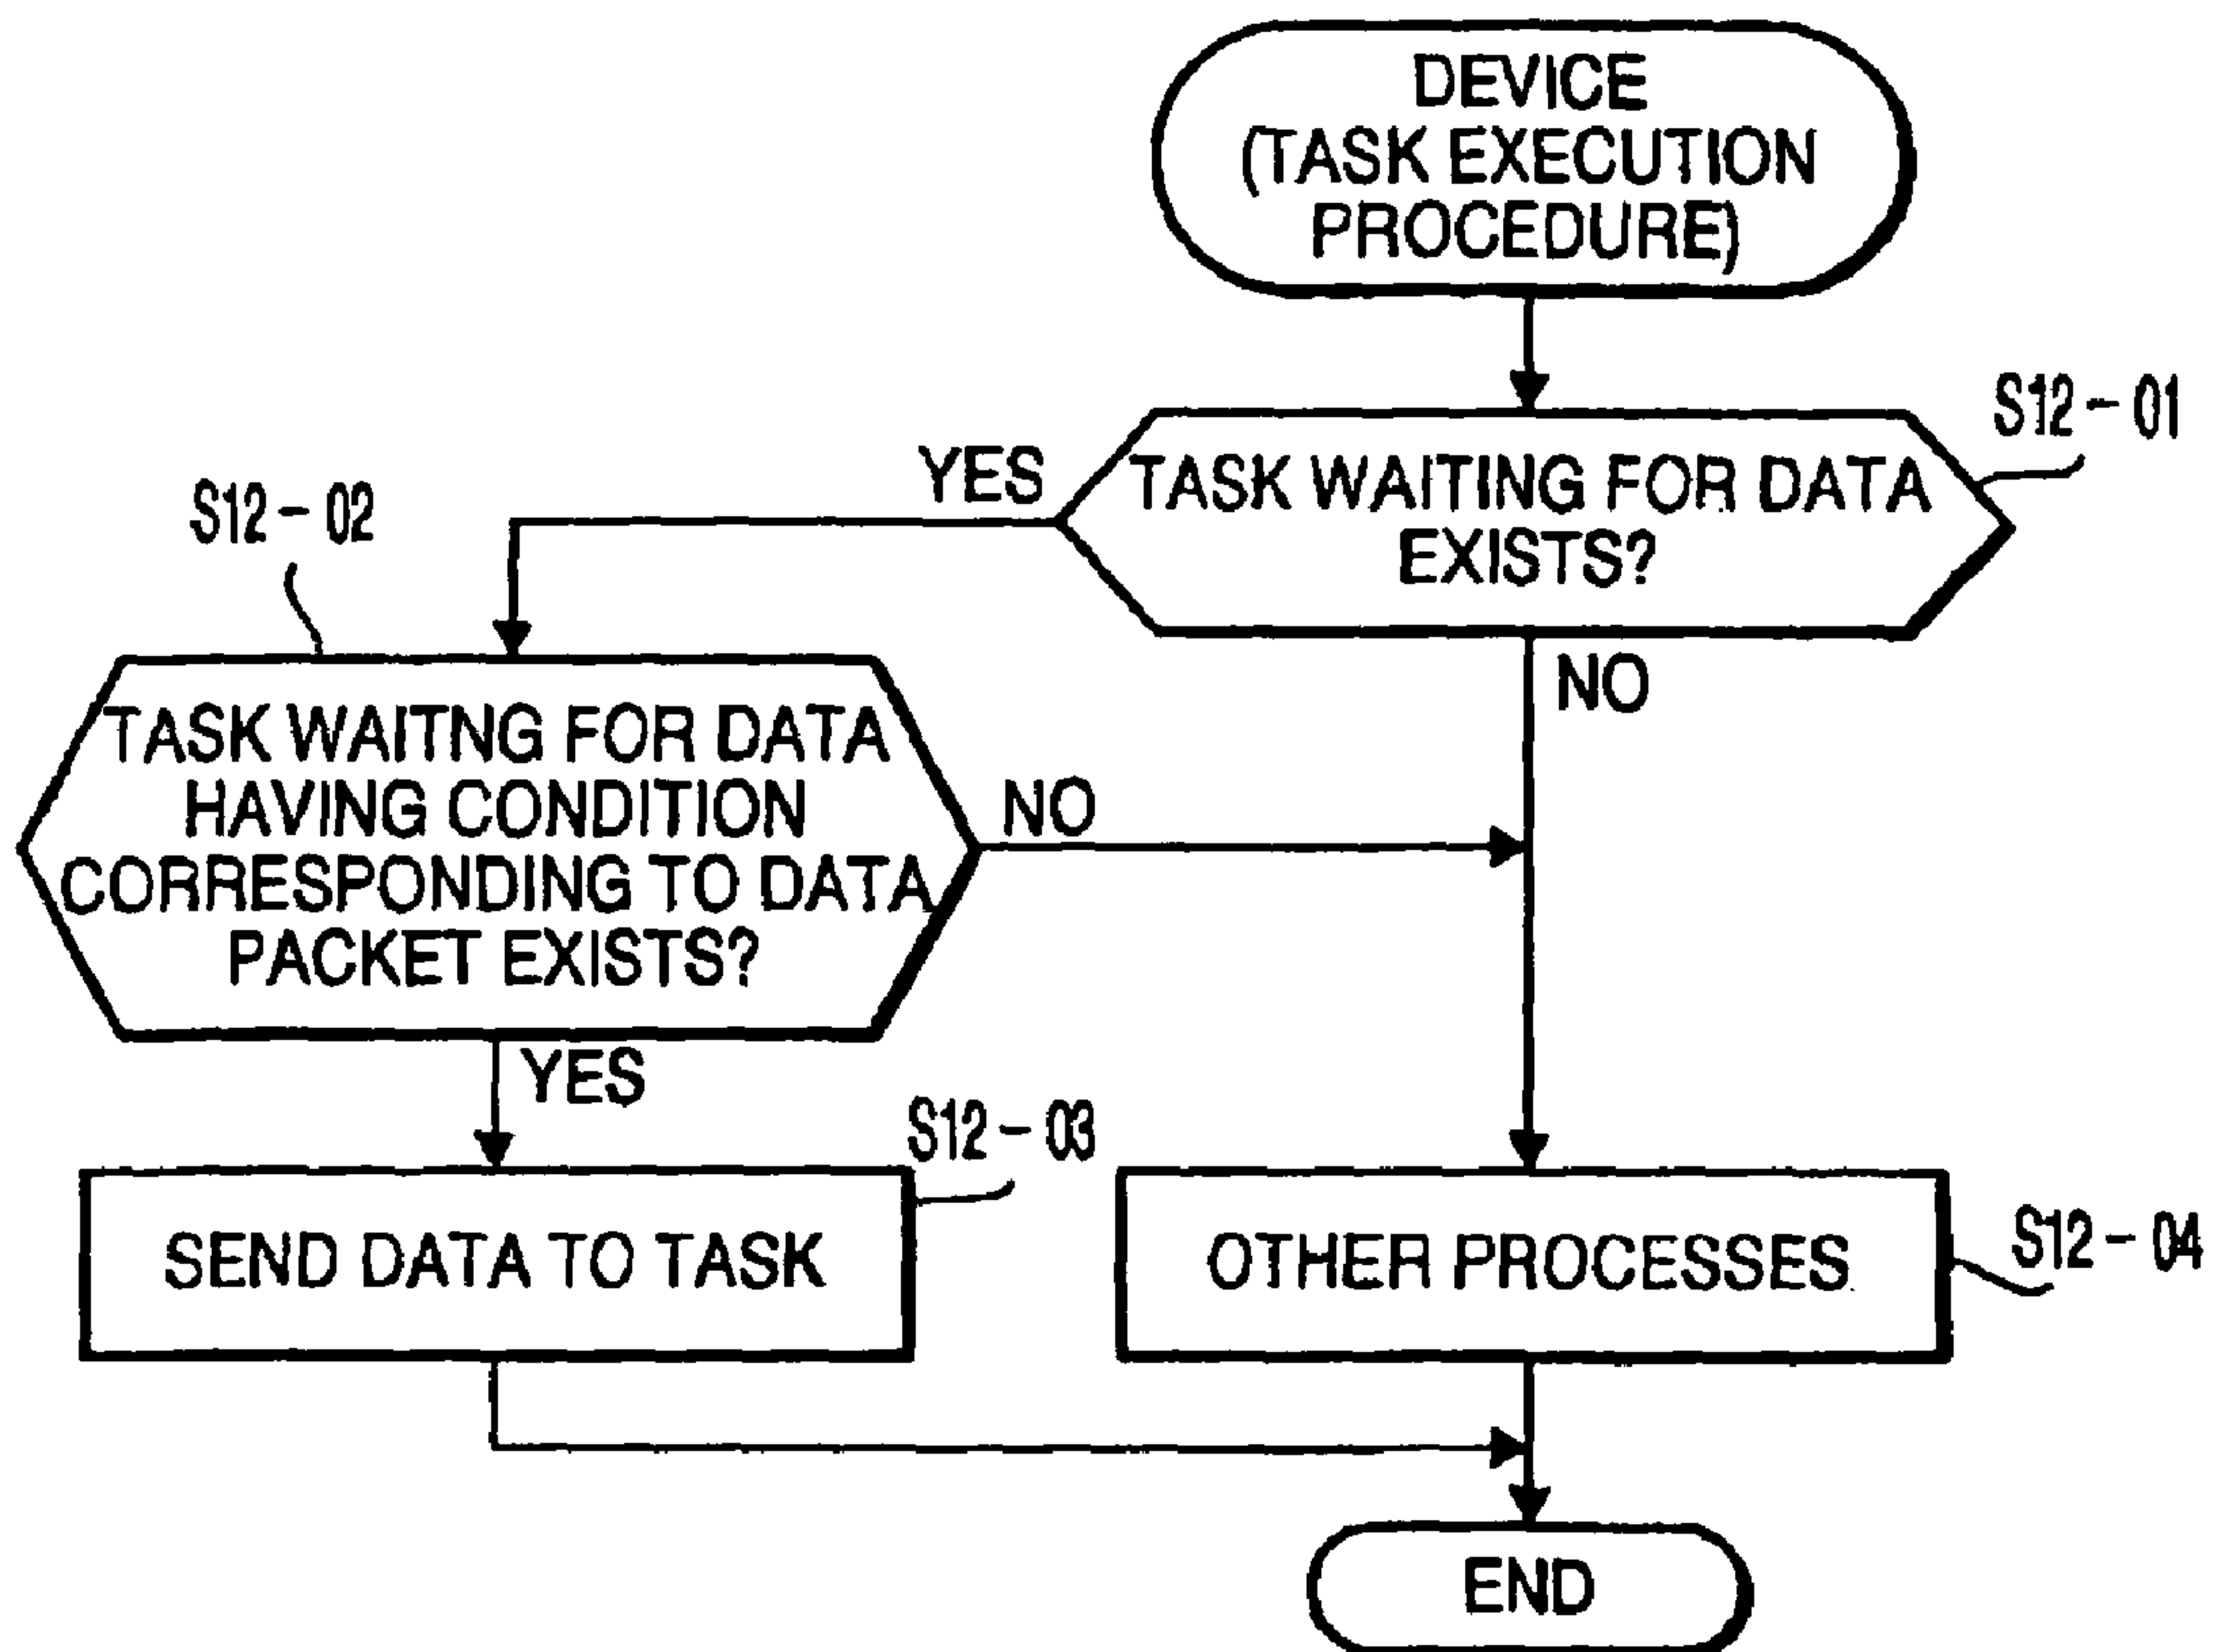 DEVICE
(TASK EXECUTION
PROCEDURE)
S12-01
YES
TASK WAITING FOR DATA
EXISTS?
S12-02
NO
TASK WAITNG FOR DATA
HAVING CONDITION
CORRESPONDING TO DATA
PACKET EXISTS?
NO
YES
S12-03
SEND DATA TO TASK
OTHER PROCESSES
S12-04
END